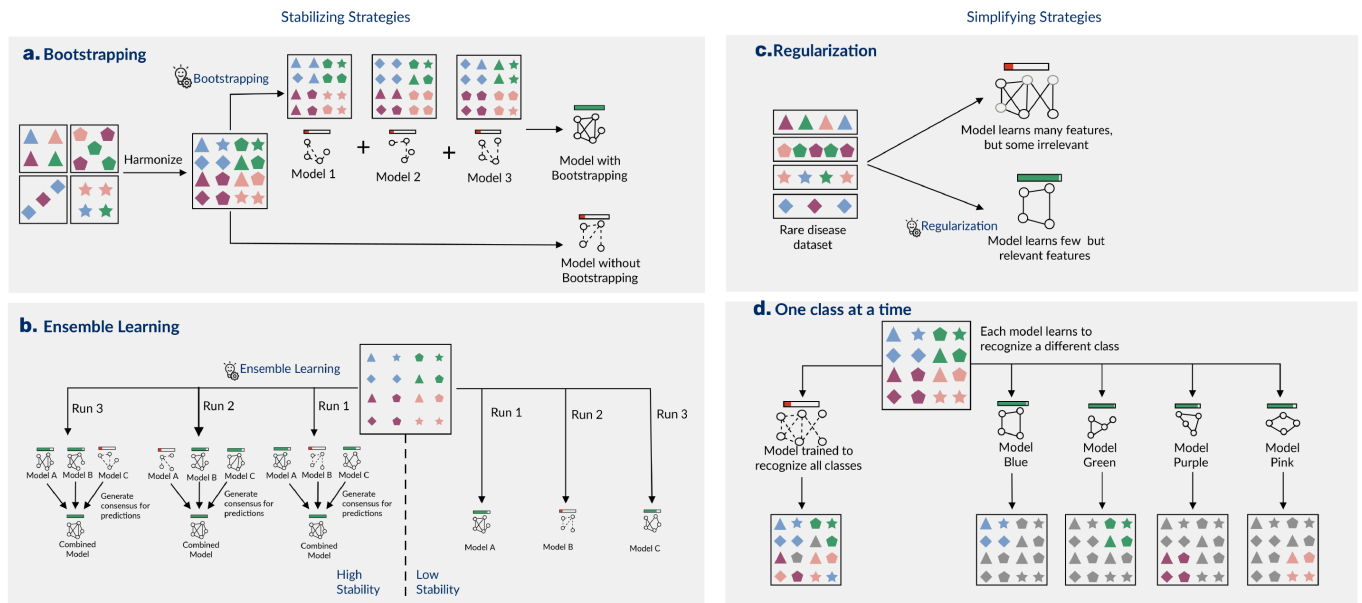 Stabilizing Strategies
Simplifying Strategies
a. Bootstrapping
Bootstrapping
Harmonize
Model 1
+
Model 2
+
Model 3
Model with
Bootstrapping
Model without
Bootstrapping
b. Ensemble Learning
Ensemble Learning
Run 3
Run 2
Run 1
Run 1
Run 2
Run 3
Model A
Model B
Model C
Model A
Model B
Model C
Model A
Model B
Model C
Generate
consensus for
predictions
Generate
consensus for
predictions
Generate
consensus for
predictions
Combined
Model
Combined
Model
Combined
Model
Model A
Model B
Model C
High
Stability
Low
Stability
c. Regularization
Rare disease
dataset
Model learns many features,
but some irrelevant
Regularization
Model learns few but
relevant features
d. One class at a time
Each model learns to
recognize a different class
Model trained to
recognize all classes
Model
Blue
Model
Green
Model
Purple
Model
Pink